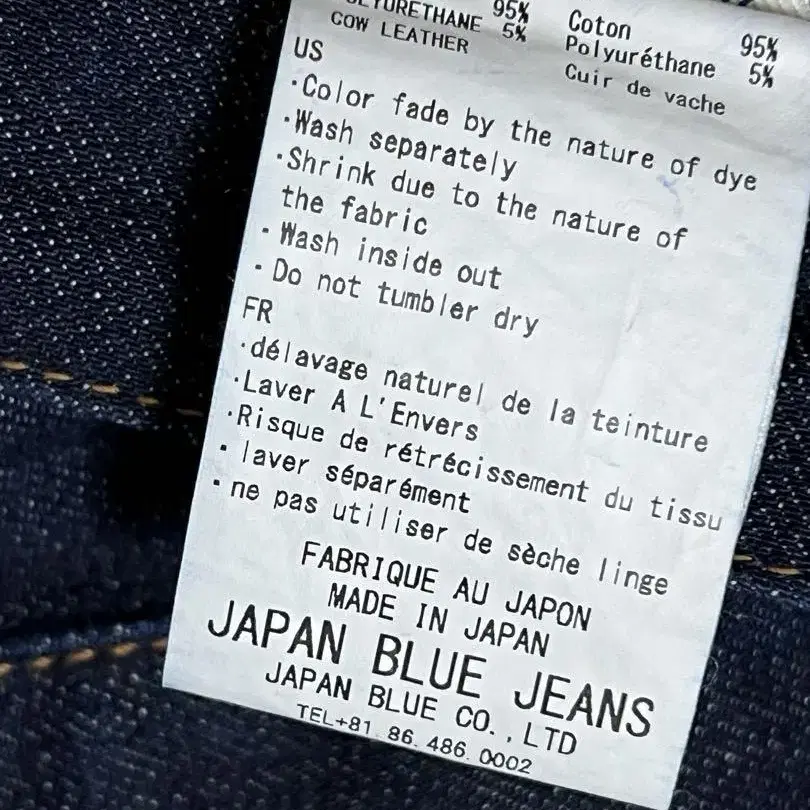 95%
URETHANE 5%
COW LEATHER
Coton 95%
Polyuréthane 5%
Cuir de vache
US
·Color fade by the nature of dye
·Wash separately
·Shrink due to the nature of
the fabric
·Wash inside out
·Do not tumbler dry
FR
·délavage naturel de la teinture
·Laver A L'Envers
·Risque de rétrécissement du tissu
·laver séparément
·ne pas utiliser de sèche linge
FABRIQUE AU JAPON
MADE IN JAPAN
JAPAN BLUE JEANS
JAPAN BLUE CO.,LTD
TEL+81.86.486.0002